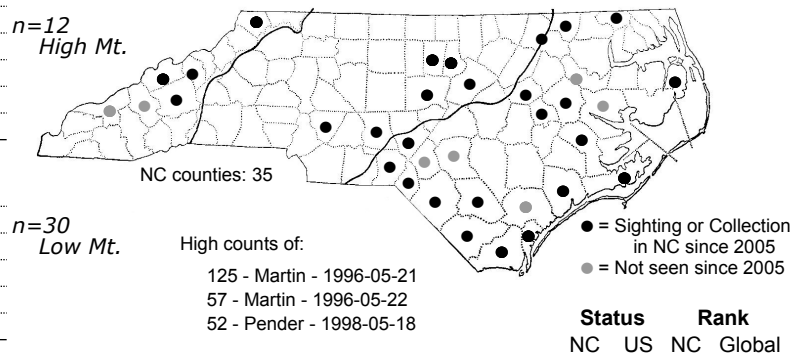 n=12
High Mt.
NC counties: 35
n=30
Low Mt.
High counts of:
125 - Martin - 1996-05-21
57 - Martin - 1996-05-22
52 - Pender - 1998-05-18
= Sighting or Collection
in NC since 2005
= Not seen since 2005
Status Rank
NC US NC Global